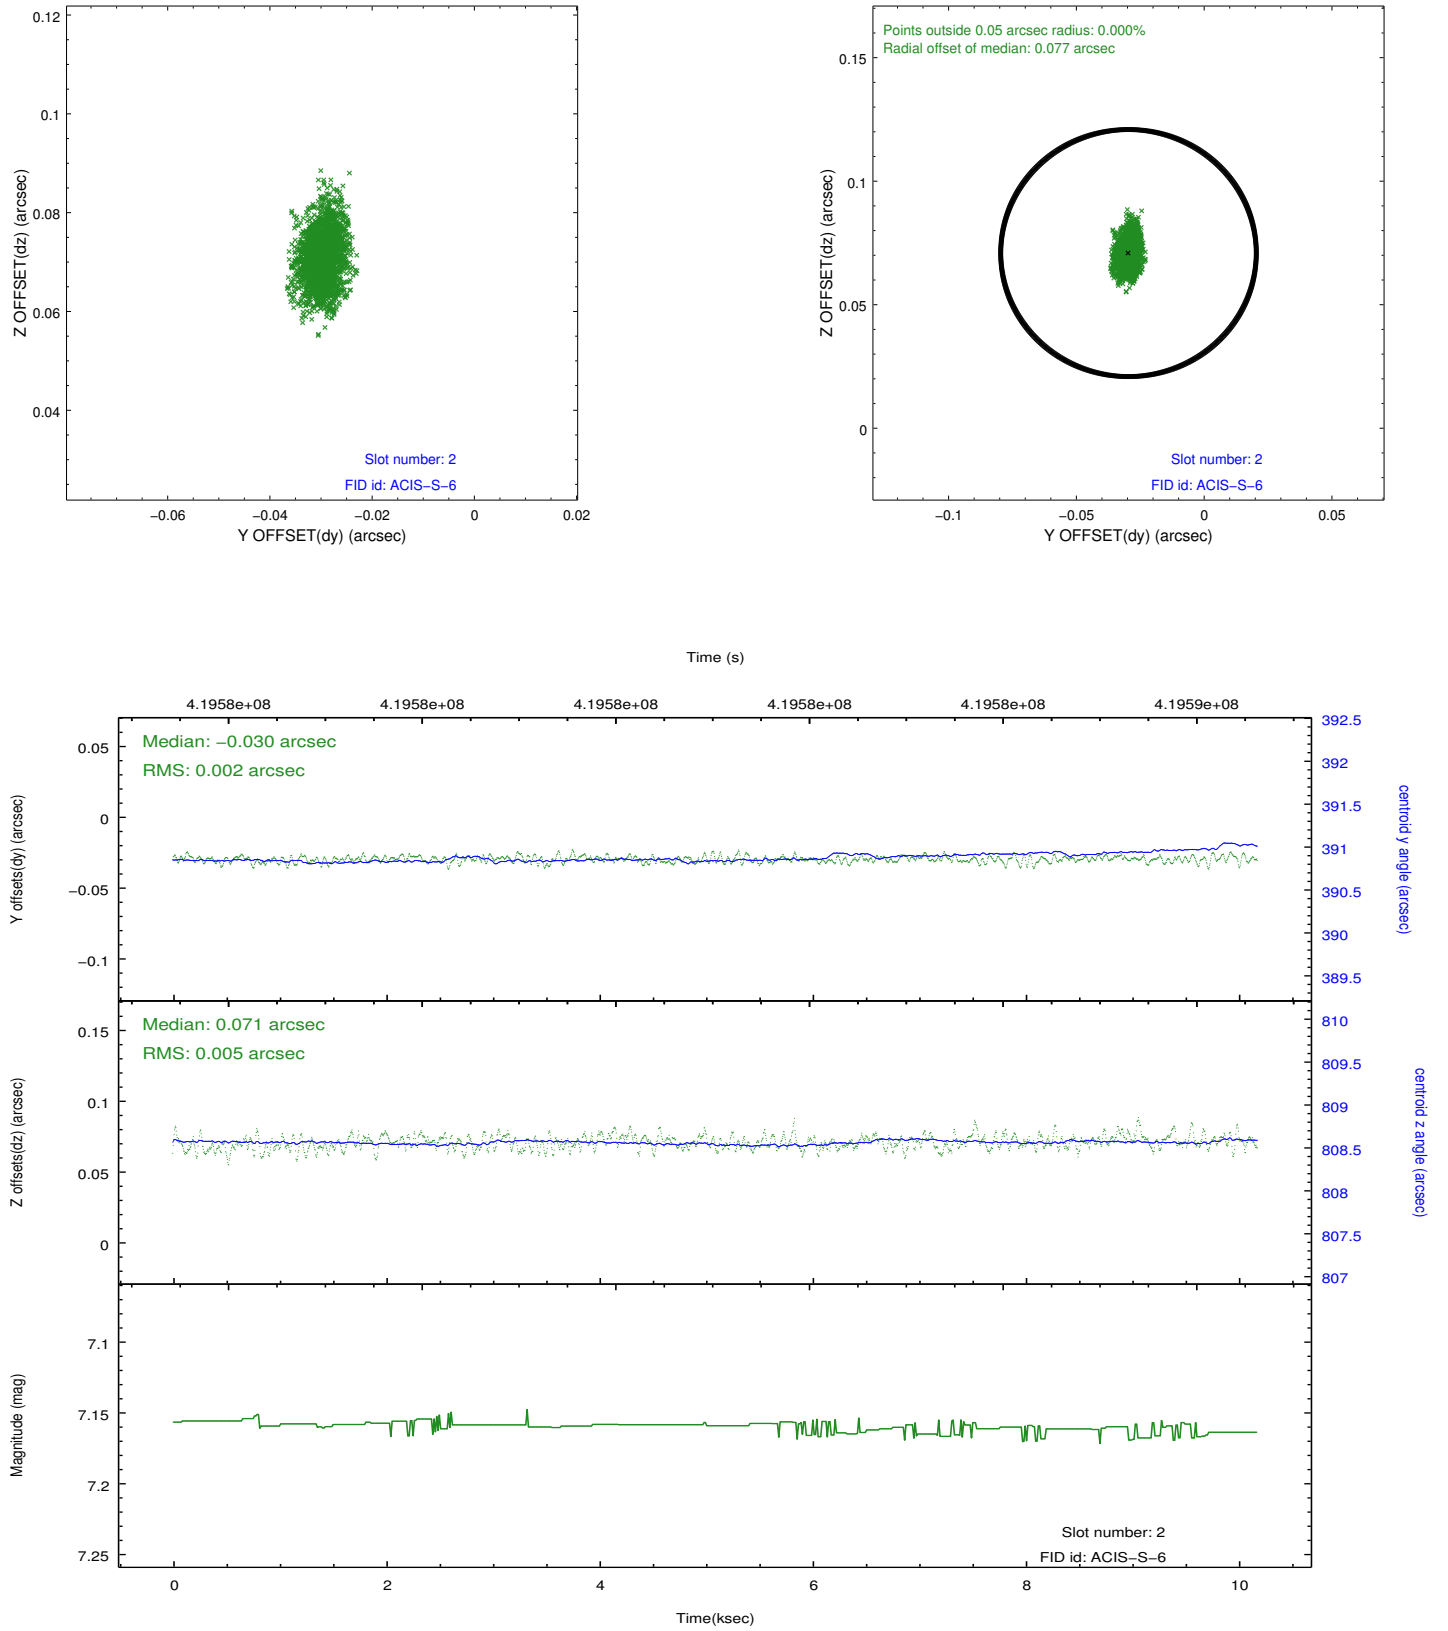 0.12
0.1
0.08
0.06
0.04
Z OFFSET(dz) (arcsec)
Slot number: 2
FID id: ACIS−S−6
−0.06 −0.04 −0.02 0 0.02
Y OFFSET(dy) (arcsec)
Points outside 0.05 arcsec radius: 0.000%
Radial offset of median: 0.077 arcsec
0.15
0.1
0.05
0
Z OFFSET(dz) (arcsec)
Slot number: 2
FID id: ACIS−S−6
−0.1 −0.05 0 0.05
Y OFFSET(dy) (arcsec)
Time (s)
4.1958e+08 4.1958e+08 4.1958e+08 4.1958e+08 4.1958e+08 4.1959e+08
Median: −0.030 arcsec
RMS: 0.002 arcsec
0.05
0
−0.05
−0.1
Y offsets(dy) (arcsec)
392.5
392
391.5
391
390.5
390
389.5
centroid y angle (arcsec)
Median: 0.071 arcsec
RMS: 0.005 arcsec
0.15
0.1
0.05
0
Z offsets(dz) (arcsec)
810
809.5
809
808.5
808
807.5
807
centroid z angle (arcsec)
7.1
7.15
7.2
7.25
Magnitude (mag)
Slot number: 2
FID id: ACIS−S−6
0 2 4 6 8 10
Time(ksec)